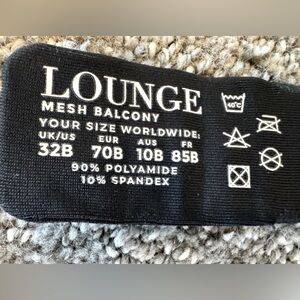 LOUNGE
MESH BALCONY
YOUR SIZE WORLDWIDE:
UK/US EUR AUS FR
32B 70B 10B 85B
90% POLYAMIDE
10% SPANDEX
40°C